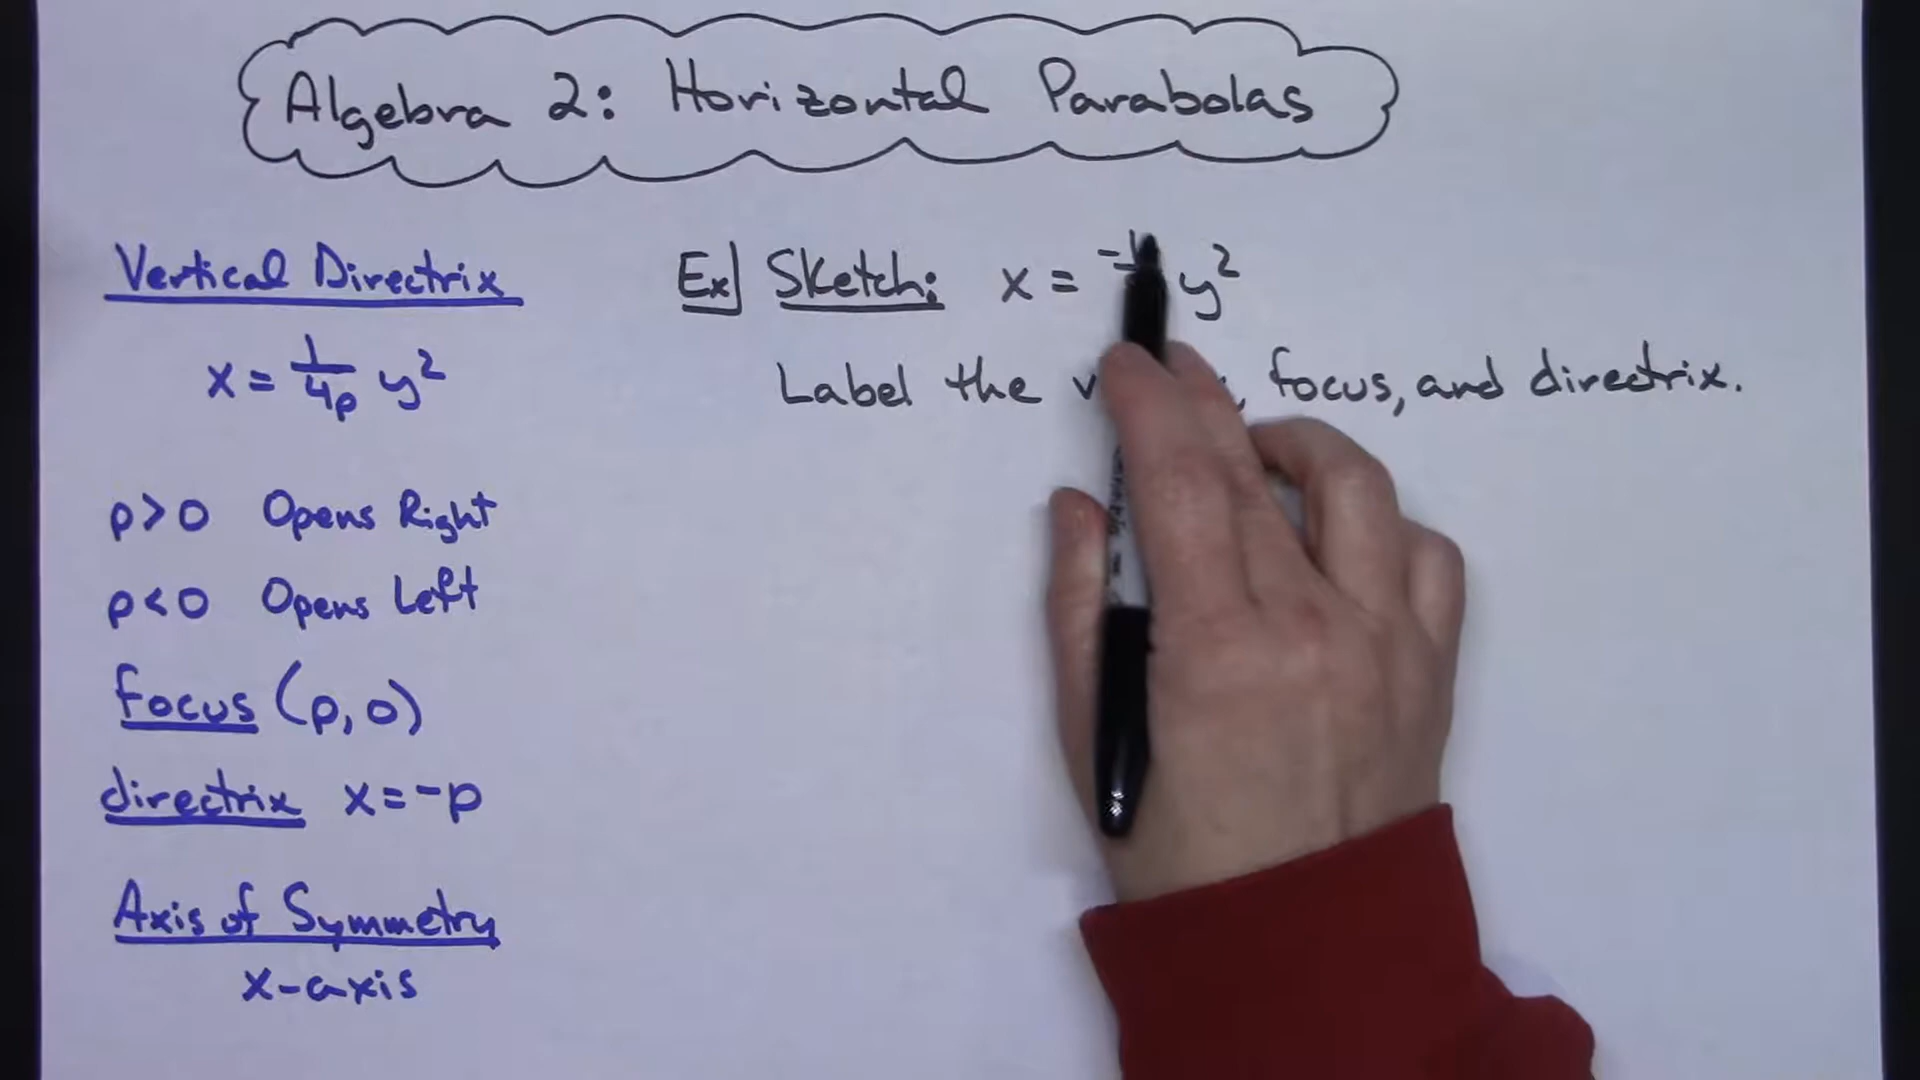 Algebra 2: Horizontal Parabolas
Vertical Directrix
x = 1/4p y²
p > 0 Opens Right
p < 0 Opens Left
focus (p, 0)
directrix x = -p
Axis of Symmetry
x-axis
Ex] Sketch: x = y²
Label the focus, and directrix.